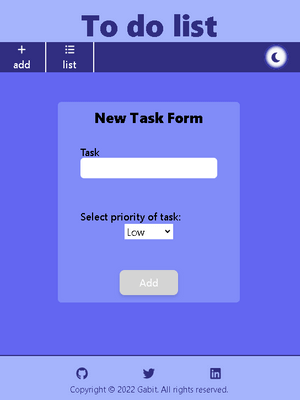 To do list
add
list
New Task Form
Task
Select priority of task:
Low
Add
Copyright © 2022 Gabit. All rights reserved.